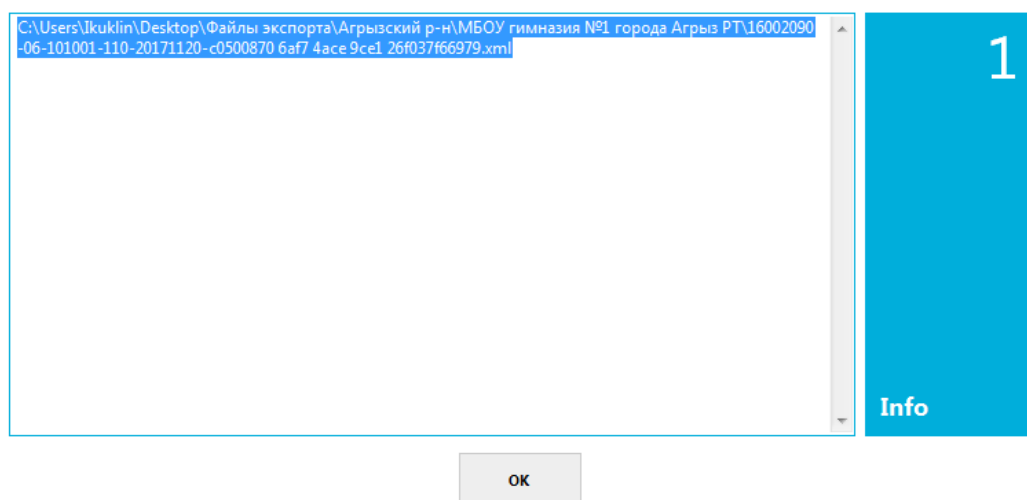 C:\Users\Ikuklin\Desktop\Файлы экспорта\Агрызский р-н\МБОУ гимназия №1 города Агрыз РТ\16002090
-06-101001-110-20171120-c0500870 6af7 4ace 9ce1 26f037f66979.xml
1
Info
ОК